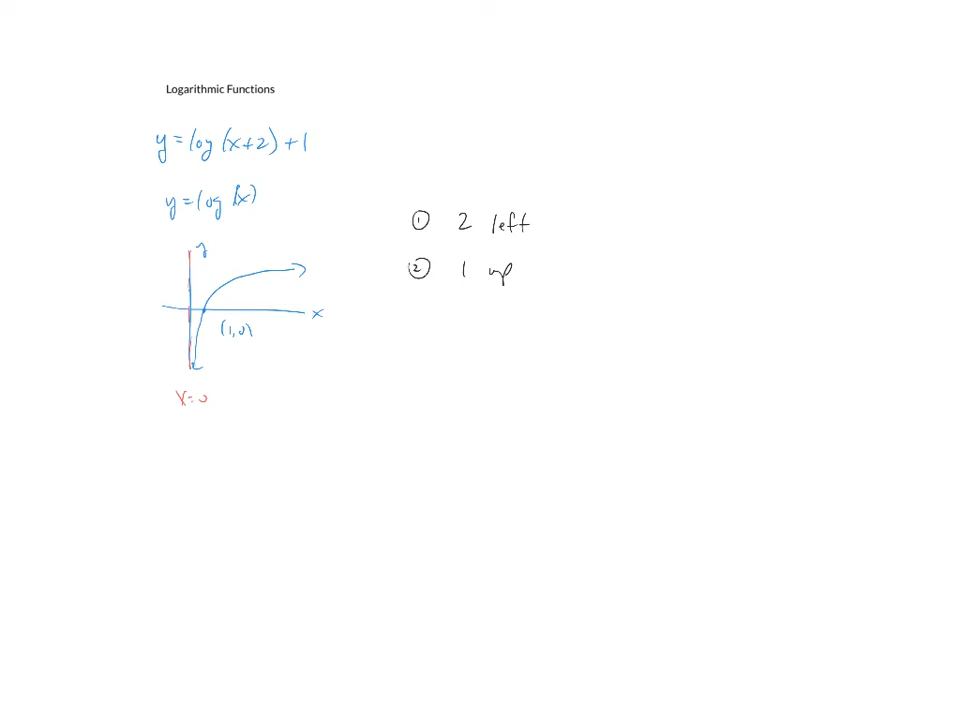 Logarithmic Functions
y = log (x+2) + 1
y = log (x)
① 2 left
② 1 up
y
x
(1,0)
x=0